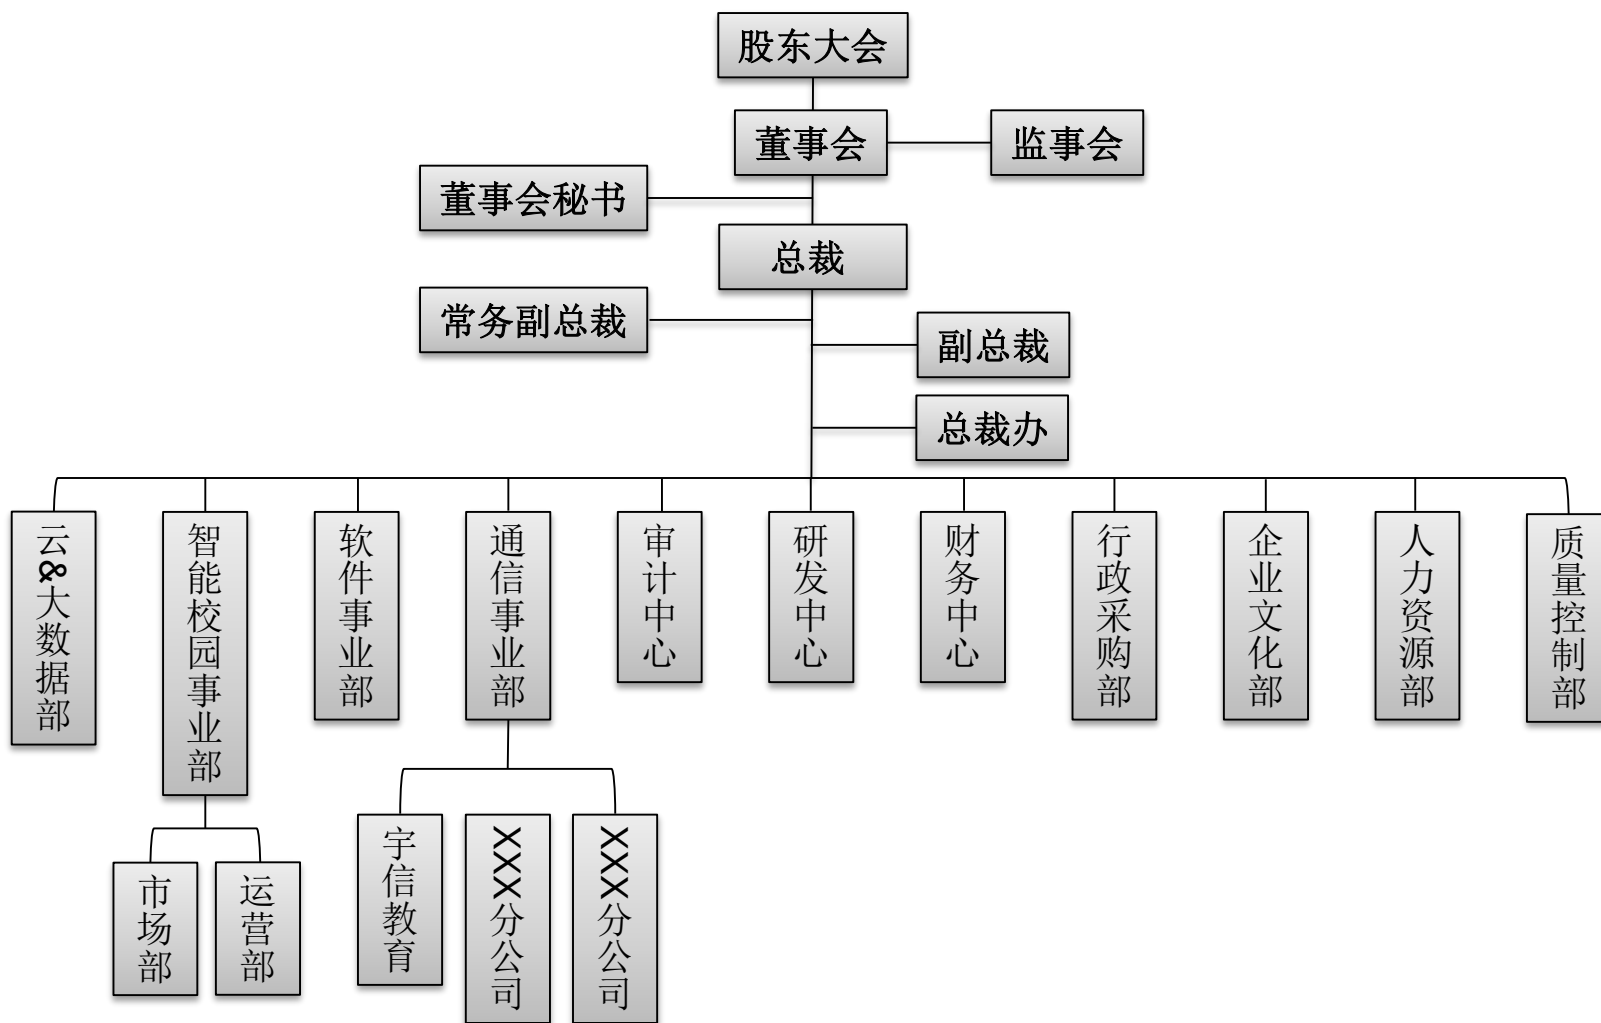 股东大会
董事会
监事会
董事会秘书
总裁
常务副总裁
副总裁
总裁办
云&大数据部
智能校园事业部
软件事业部
通信事业部
审计中心
研发中心
财务中心
行政采购部
企业文化部
人力资源部
质量控制部
市场部
运营部
宇信教育
XXX分公司
XXX分公司